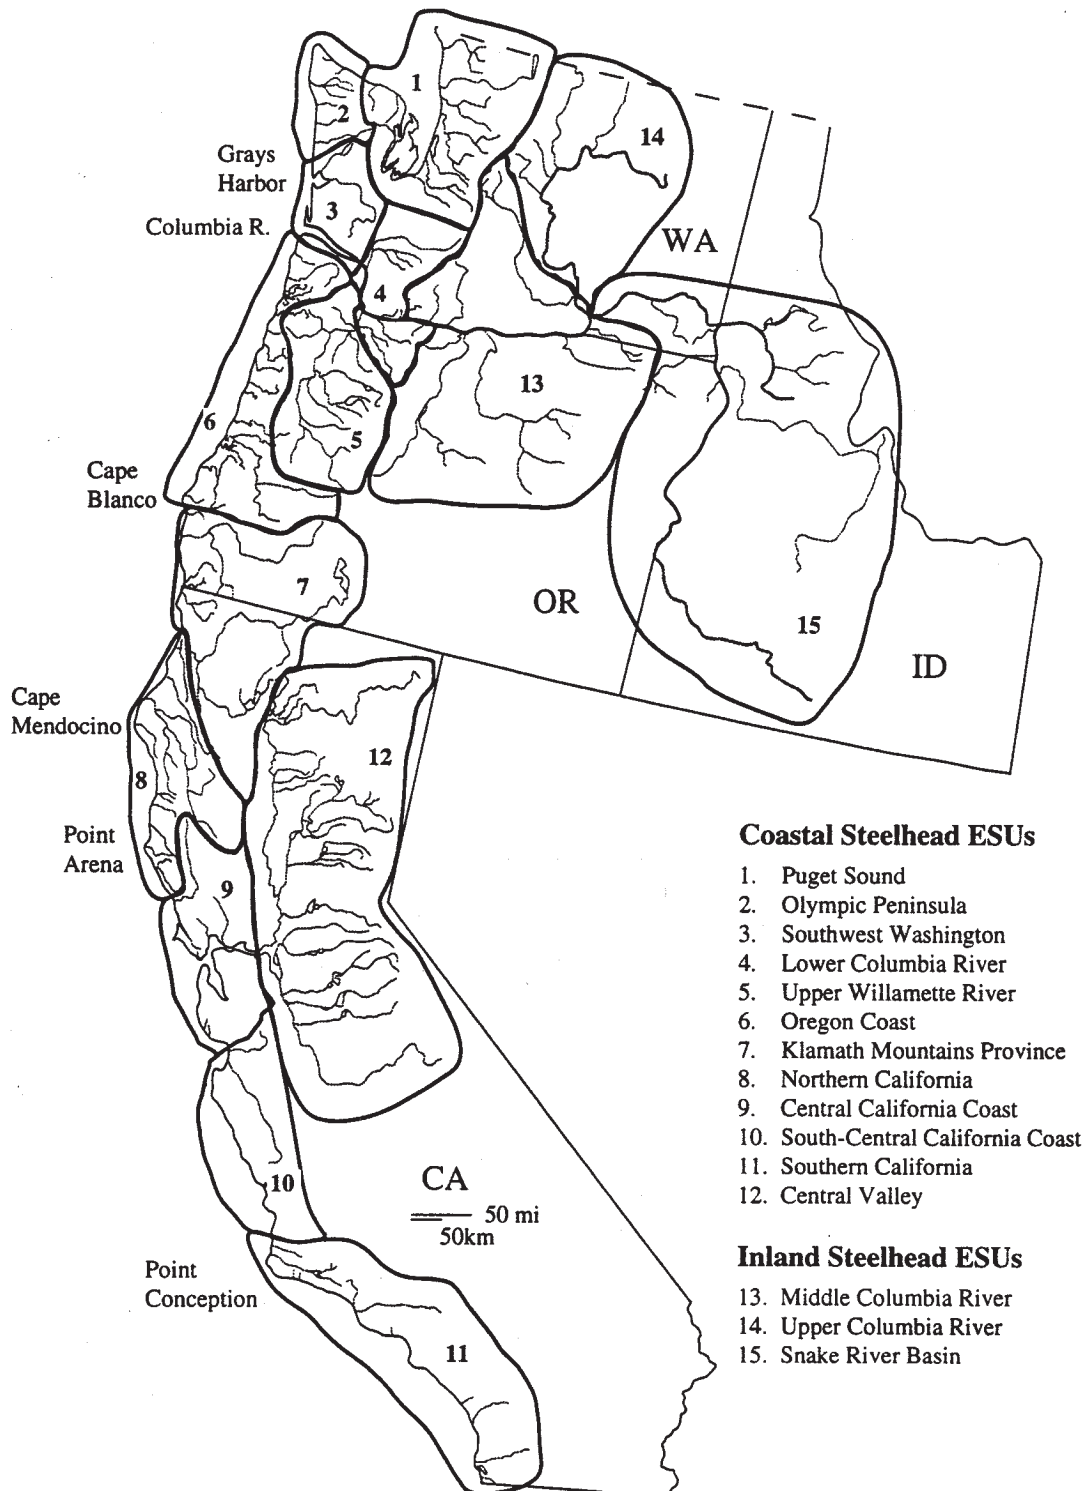 1
2
14
Grays
Harbor
3
Columbia R.
WA
4
13
6
5
Cape
Blanco
7
OR
15
ID
Cape
Mendocino
12
8
Point
Arena
9
Coastal Steelhead ESUs
1. Puget Sound
2. Olympic Peninsula
3. Southwest Washington
4. Lower Columbia River
5. Upper Willamette River
6. Oregon Coast
7. Klamath Mountains Province
8. Northern California
9. Central California Coast
10. South-Central California Coast
11. Southern California
12. Central Valley
10
CA
50 mi
50km
Inland Steelhead ESUs
13. Middle Columbia River
14. Upper Columbia River
15. Snake River Basin
Point
Conception
11